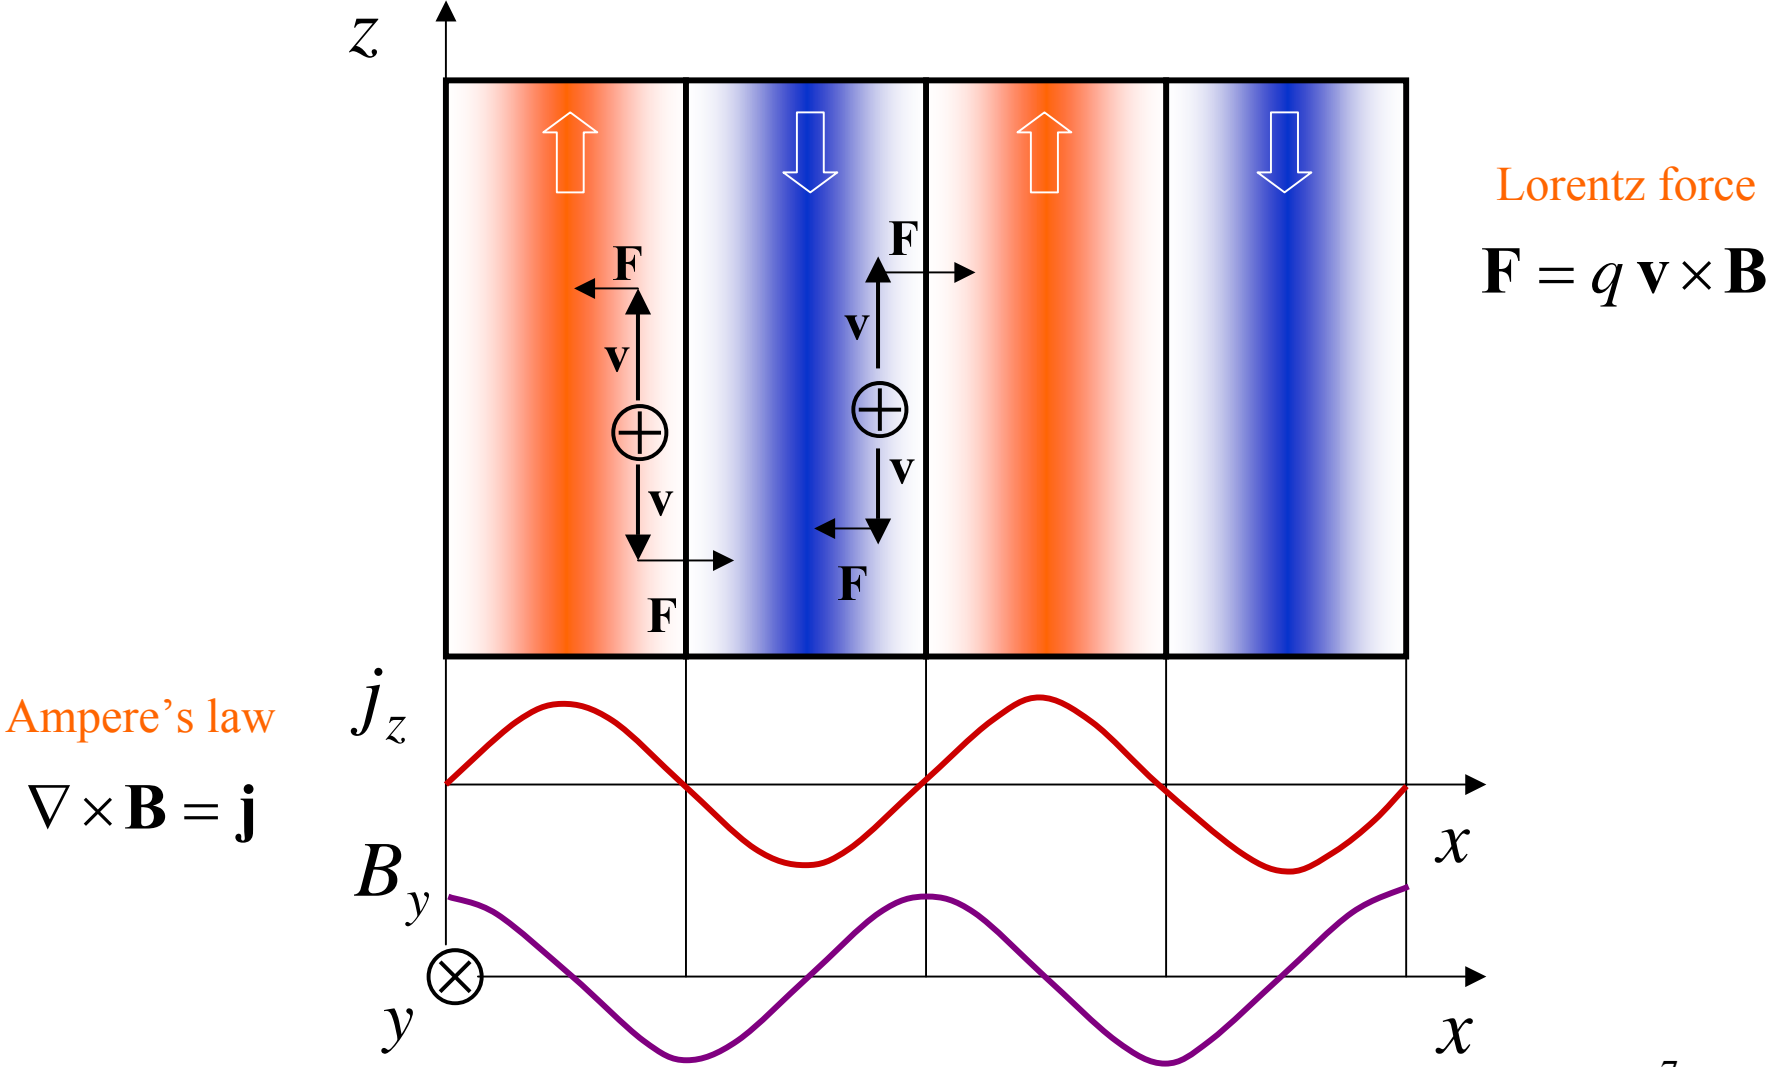 z
Lorentz force
F = q v × B
F
v
v
F
F
v
v
F
j_z
Ampere’s law
∇ × B = j
x
B_y
y
x
z